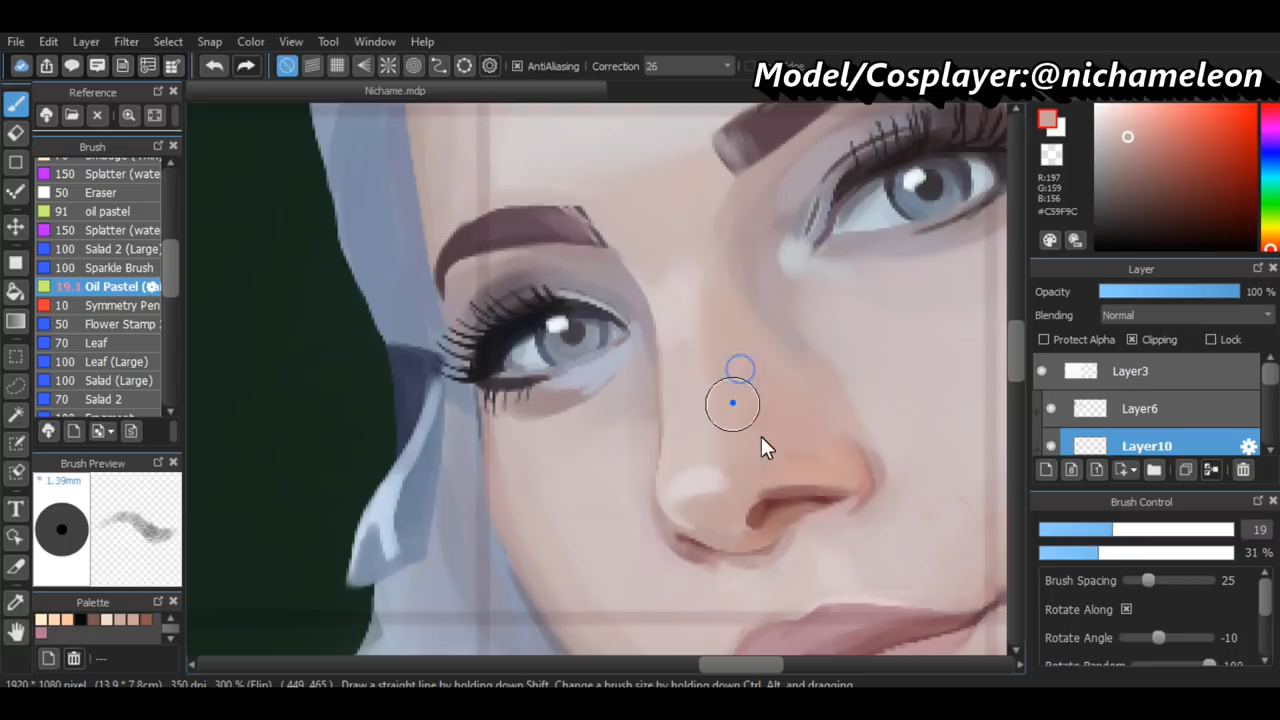 File Edit Layer Filter Select Snap Color View Tool Window Help
AntiAliasing Correction 26
Model/Cosplayer:@nichameleon
Reference
Nichame.mdp
Brush
150 Splatter (wate
50 Eraser
91 oil pastel
150 Splatter (wate
100 Salad 2 (Large)
100 Sparkle Brush
19.1 Oil Pastel (
10 Symmetry Pen
50 Flower Stamp
70 Leaf
100 Leaf (Large)
100 Salad (Large)
70 Salad 2
Brush Preview
* 1.39mm
Palette
---
R:197
G:159
B:156
#C59F9C
Layer
Opacity 100 %
Blending Normal
Protect Alpha Clipping Lock
Layer3
Layer6
Layer10
Brush Control
19
31 %
Brush Spacing 25
Rotate Along
Rotate Angle -10
Rotate Random 100
1920 * 1080 pixel (13.9 * 7.8cm) 350 dpi 300 % (Flip) ( 449, 465 ) Draw a straight line by holding down Shift, Change a brush size by holding down Ctrl, Alt, and dragging